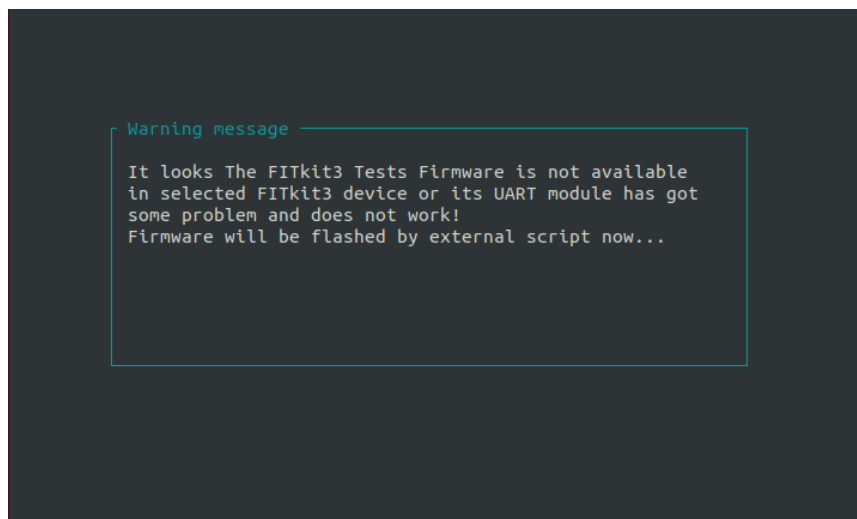 Warning message
It looks The FITkit3 Tests Firmware is not available
in selected FITkit3 device or its UART module has got
some problem and does not work!
Firmware will be flashed by external script now...